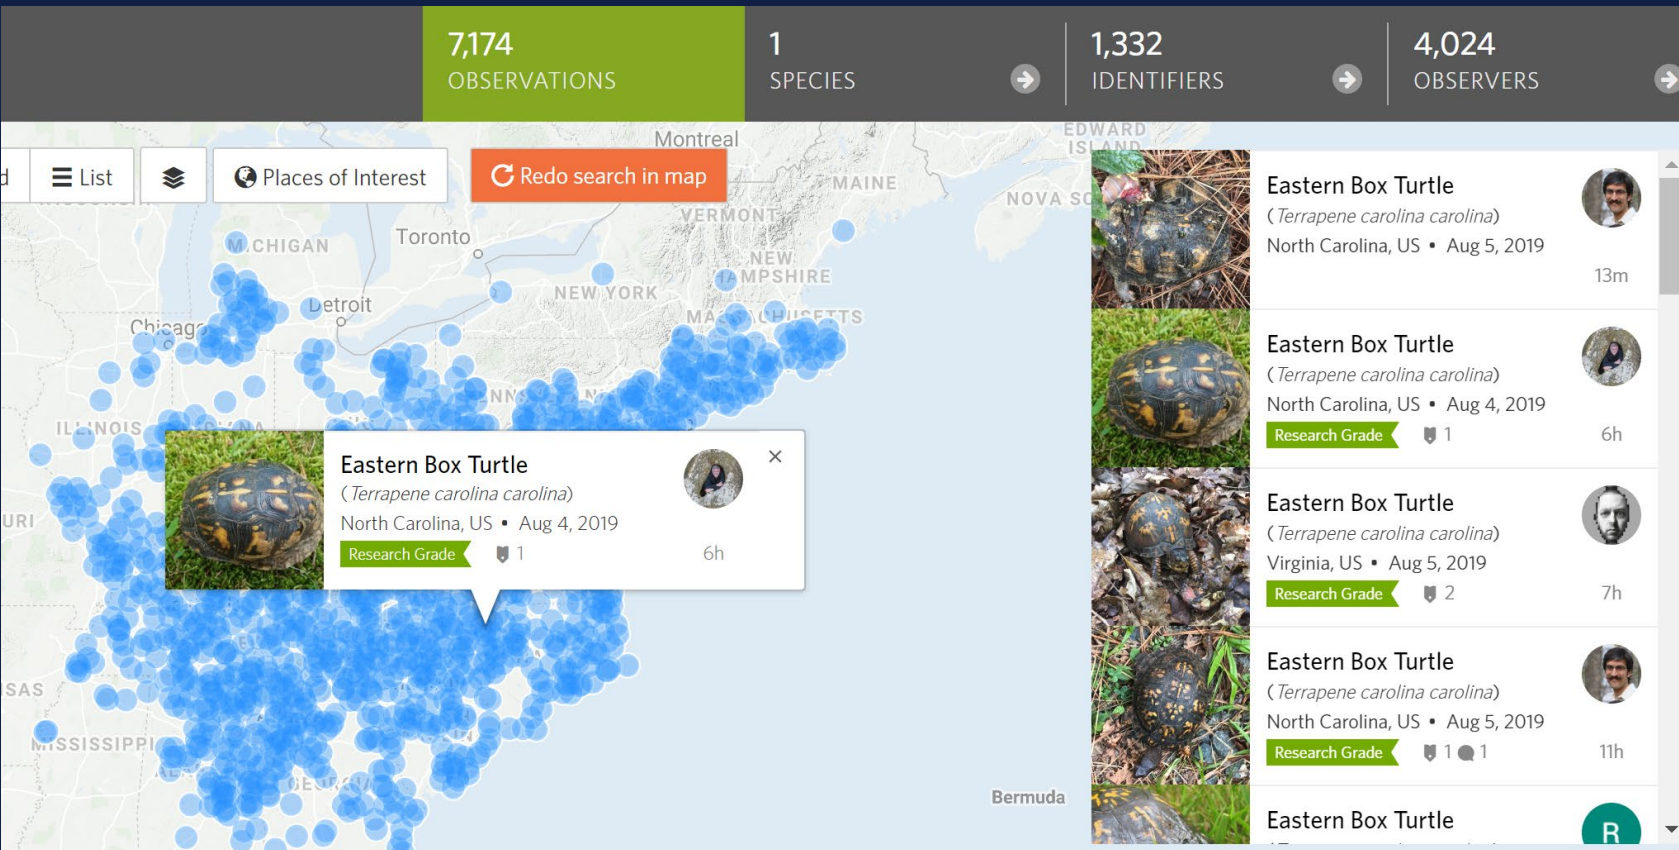 7,174
OBSERVATIONS
1
SPECIES
1,332
IDENTIFIERS
4,024
OBSERVERS
List
Places of Interest
Redo search in map
Montreal
EDWARD
ISLAND
MAINE
VERMONT
Toronto
MICHIGAN
NEW
HAMPSHIRE
NEW YORK
Detroit
MASSACHUSETTS
Chicago
ILLINOIS
MISSISSIPPI
Bermuda
Eastern Box Turtle
(Terrapene carolina carolina)
North Carolina, US • Aug 4, 2019
Research Grade 1 6h
Eastern Box Turtle
(Terrapene carolina carolina)
North Carolina, US • Aug 5, 2019
13m
Eastern Box Turtle
(Terrapene carolina carolina)
North Carolina, US • Aug 4, 2019
Research Grade 1 6h
Eastern Box Turtle
(Terrapene carolina carolina)
Virginia, US • Aug 5, 2019
Research Grade 2 7h
Eastern Box Turtle
(Terrapene carolina carolina)
North Carolina, US • Aug 5, 2019
Research Grade 1 1 11h
Eastern Box Turtle
R